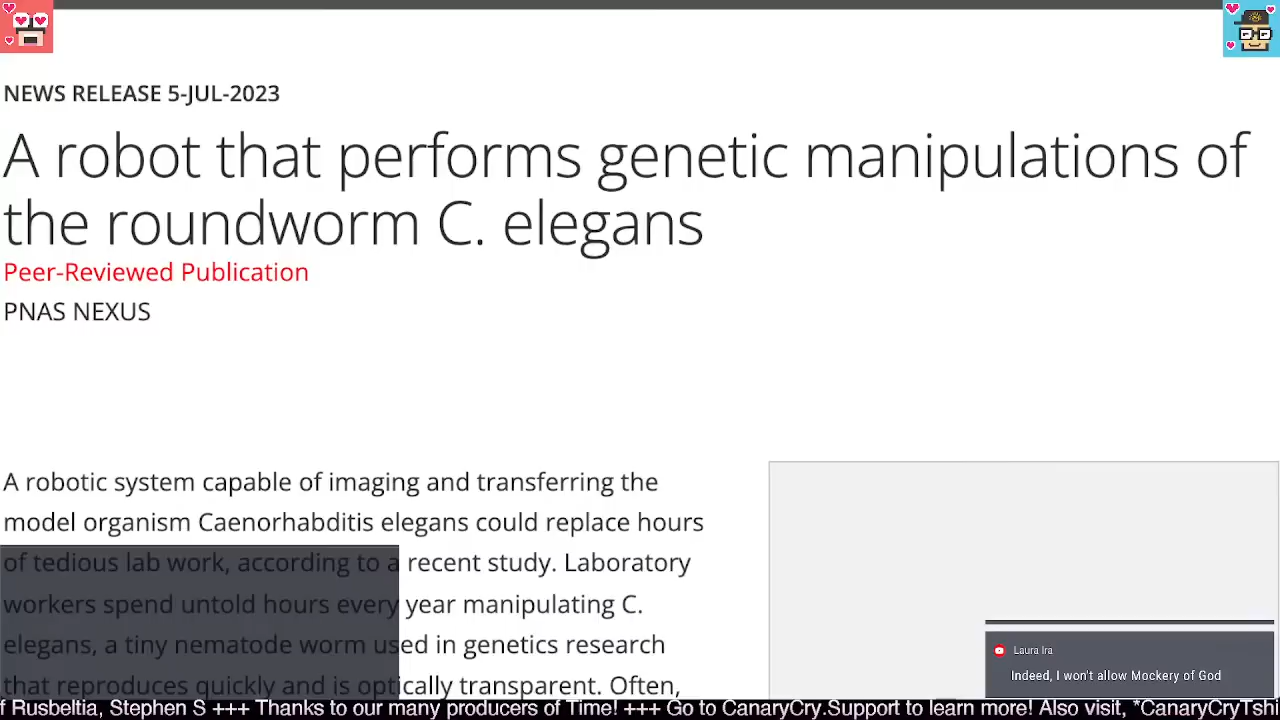 NEWS RELEASE 5-JUL-2023
A robot that performs genetic manipulations of
the roundworm C. elegans
Peer-Reviewed Publication
PNAS NEXUS
A robotic system capable of imaging and transferring the
model organism Caenorhabditis elegans could replace hours
of tedious lab work, according to a recent study. Laboratory
workers spend untold hours every year manipulating C.
elegans, a tiny nematode worm used in genetics research
that reproduces quickly and is optically transparent. Often,
Laura Ira
Indeed, I won't allow Mockery of God
f Rusbeltia, Stephen S +++ Thanks to our many producers of Time! +++ Go to CanaryCry.Support to learn more! Also visit, *CanaryCryTshi